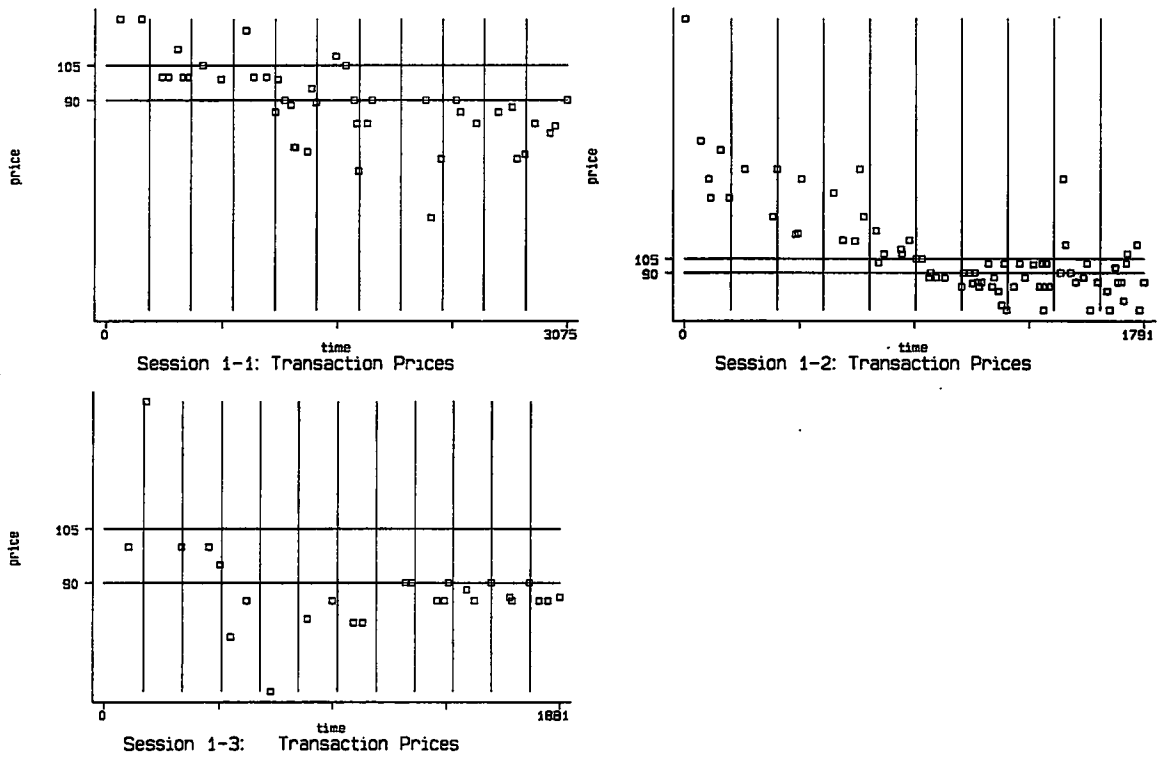 price
105
90
0
3075
time
Session 1-1: Transaction Prices
price
105
90
0
1791
time
Session 1-2: Transaction Prices
price
105
90
0
1881
time
Session 1-3: Transaction Prices